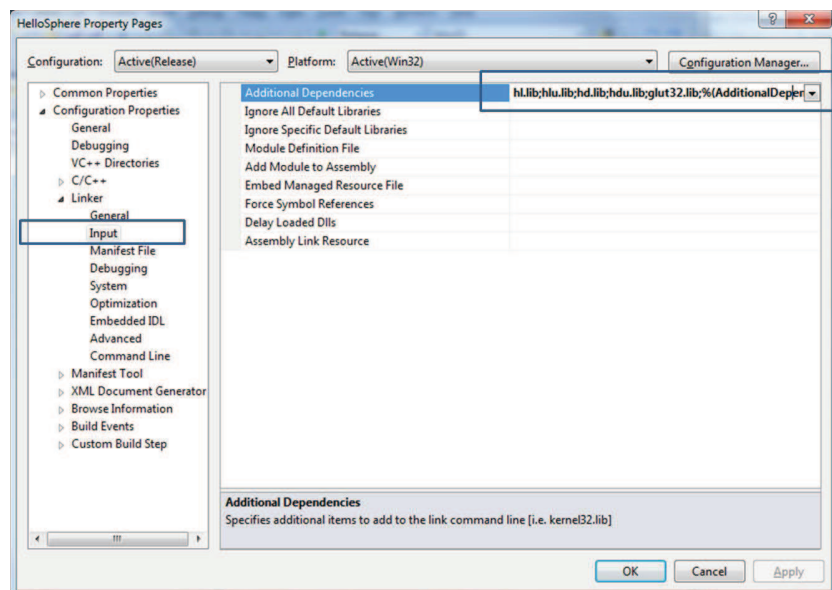 HelloSphere Property Pages
Configuration: Active(Release) Platform: Active(Win32) Configuration Manager...
Common Properties
Configuration Properties
General
Debugging
VC++ Directories
C/C++
Linker
General
Input
Manifest File
Debugging
System
Optimization
Embedded IDL
Advanced
Command Line
Manifest Tool
XML Document Generator
Browse Information
Build Events
Custom Build Step
Additional Dependencies hl.lib;hlu.lib;hd.lib;hdu.lib;glut32.lib;%(AdditionalDeper
Ignore All Default Libraries
Ignore Specific Default Libraries
Module Definition File
Add Module to Assembly
Embed Managed Resource File
Force Symbol References
Delay Loaded Dlls
Assembly Link Resource
Additional Dependencies
Specifies additional items to add to the link command line [i.e. kernel32.lib]
OK Cancel Apply